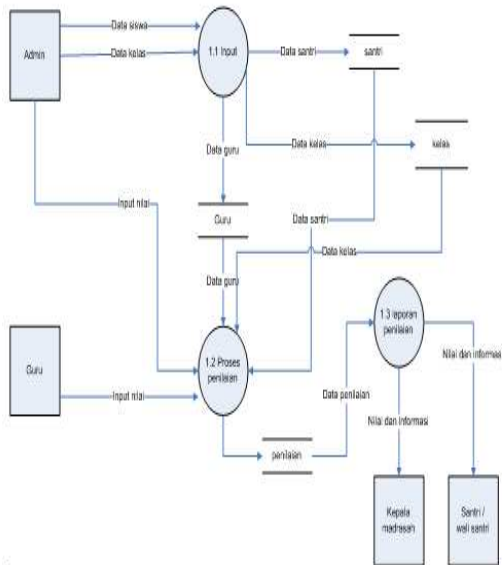 Data siswa
Admin
1.1 Input
Data santri
santri
Data kelas
Data guru
Data kelas
kelas
Input nilai
Guru
Data santri
Data kelas
Data guru
1.3 laporan
penilaian
Guru
1.2 Proses
penilaian
Nilai dan informasi
Input nilai
Data penilaian
Nilai dan informasi
penilaian
Kepala
madrasah
Santri /
wali santri